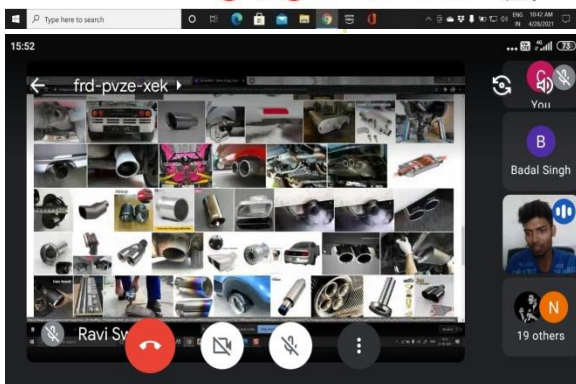 Type here to search
ENG 10:42 AM
IN 4/28/2021
15:52
73
frd-pvze-xek
G
You
B
Badal Singh
N
19 others
Ravi Sw